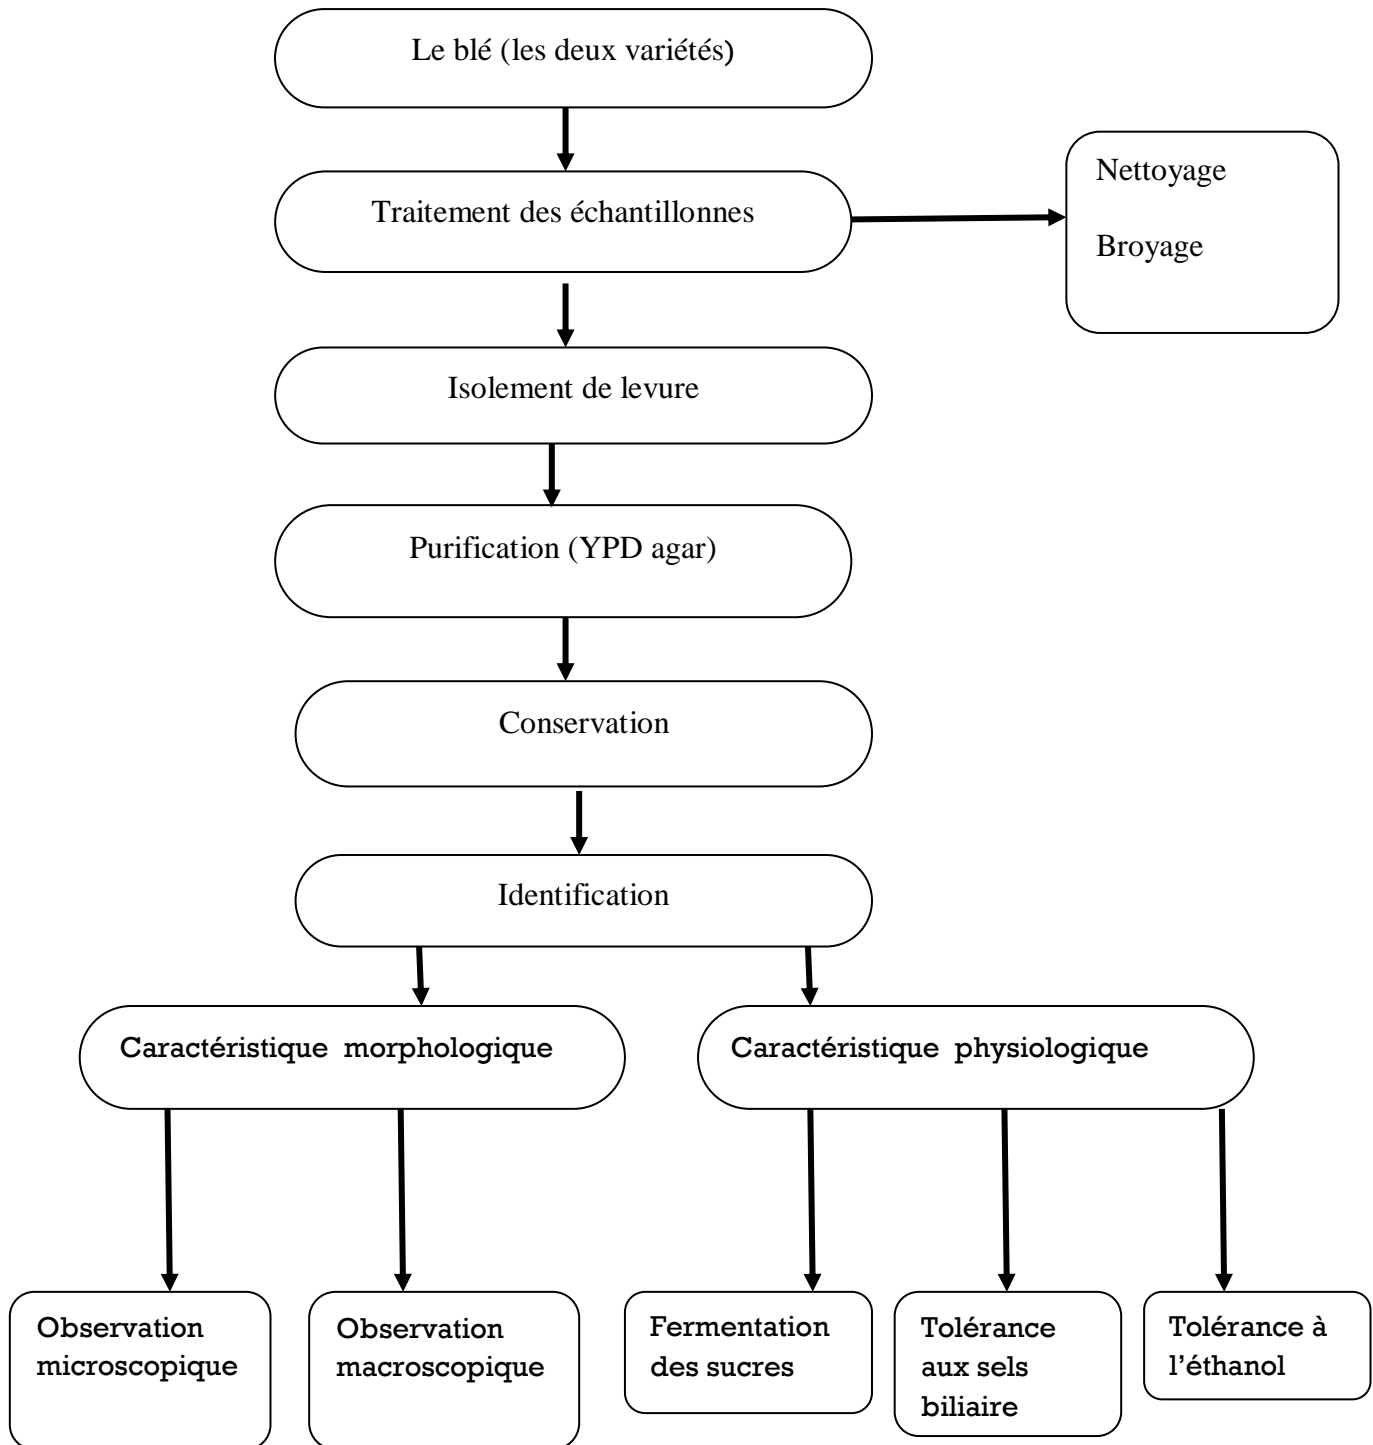 Le blé (les deux variétés)
Traitement des échantillonnes
Nettoyage
Broyage
Isolement de levure
Purification (YPD agar)
Conservation
Identification
Caractéristique morphologique
Caractéristique physiologique
Observation
microscopique
Observation
macroscopique
Fermentation
des sucres
Tolérance
aux sels
biliaire
Tolérance à
l’éthanol